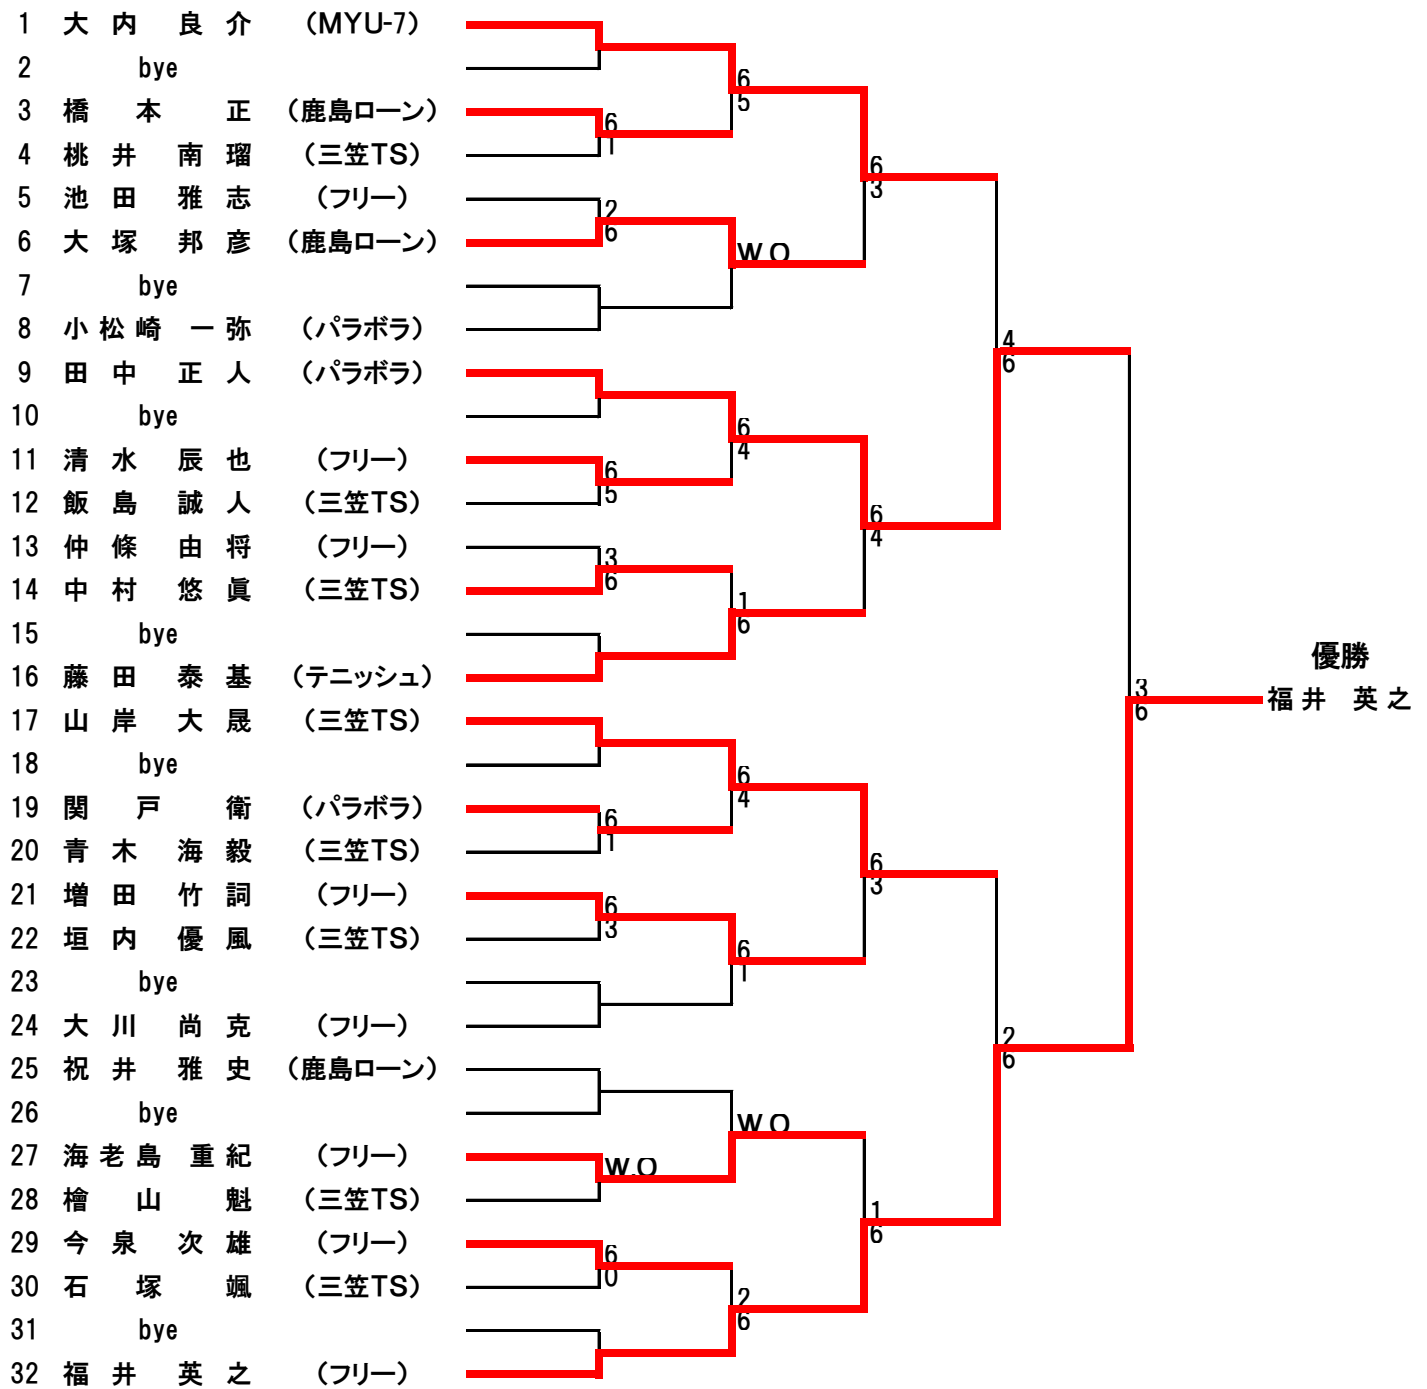 1 大内 良介 (MYU-7)
2 bye
6
5
3 橋本 正 (鹿島ローン)
6
1
4 桃井 南瑠 (三笠TS)
6
3
5 池田 雅志 (フリー)
2
6
6 大塚 邦彦 (鹿島ローン)
W.O
7 bye
8 小松崎 一弥 (パラボラ)
4
6
9 田中 正人 (パラボラ)
10 bye
6
4
11 清水 辰也 (フリー)
6
5
12 飯島 誠人 (三笠TS)
6
4
13 仲條 由将 (フリー)
3
6
14 中村 悠眞 (三笠TS)
1
6
15 bye
優勝
16 藤田 泰基 (テニッシュ)
3
6
福井 英之
17 山岸 大晟 (三笠TS)
18 bye
6
4
19 関戸 衛 (パラボラ)
6
1
20 青木 海毅 (三笠TS)
6
3
21 増田 竹詞 (フリー)
6
3
22 垣内 優風 (三笠TS)
6
1
23 bye
24 大川 尚克 (フリー)
2
6
25 祝井 雅史 (鹿島ローン)
26 bye
W.O
27 海老島 重紀 (フリー)
W.O
28 檜山 魁 (三笠TS)
1
6
29 今泉 次雄 (フリー)
6
0
30 石塚 颯 (三笠TS)
2
6
31 bye
32 福井 英之 (フリー)